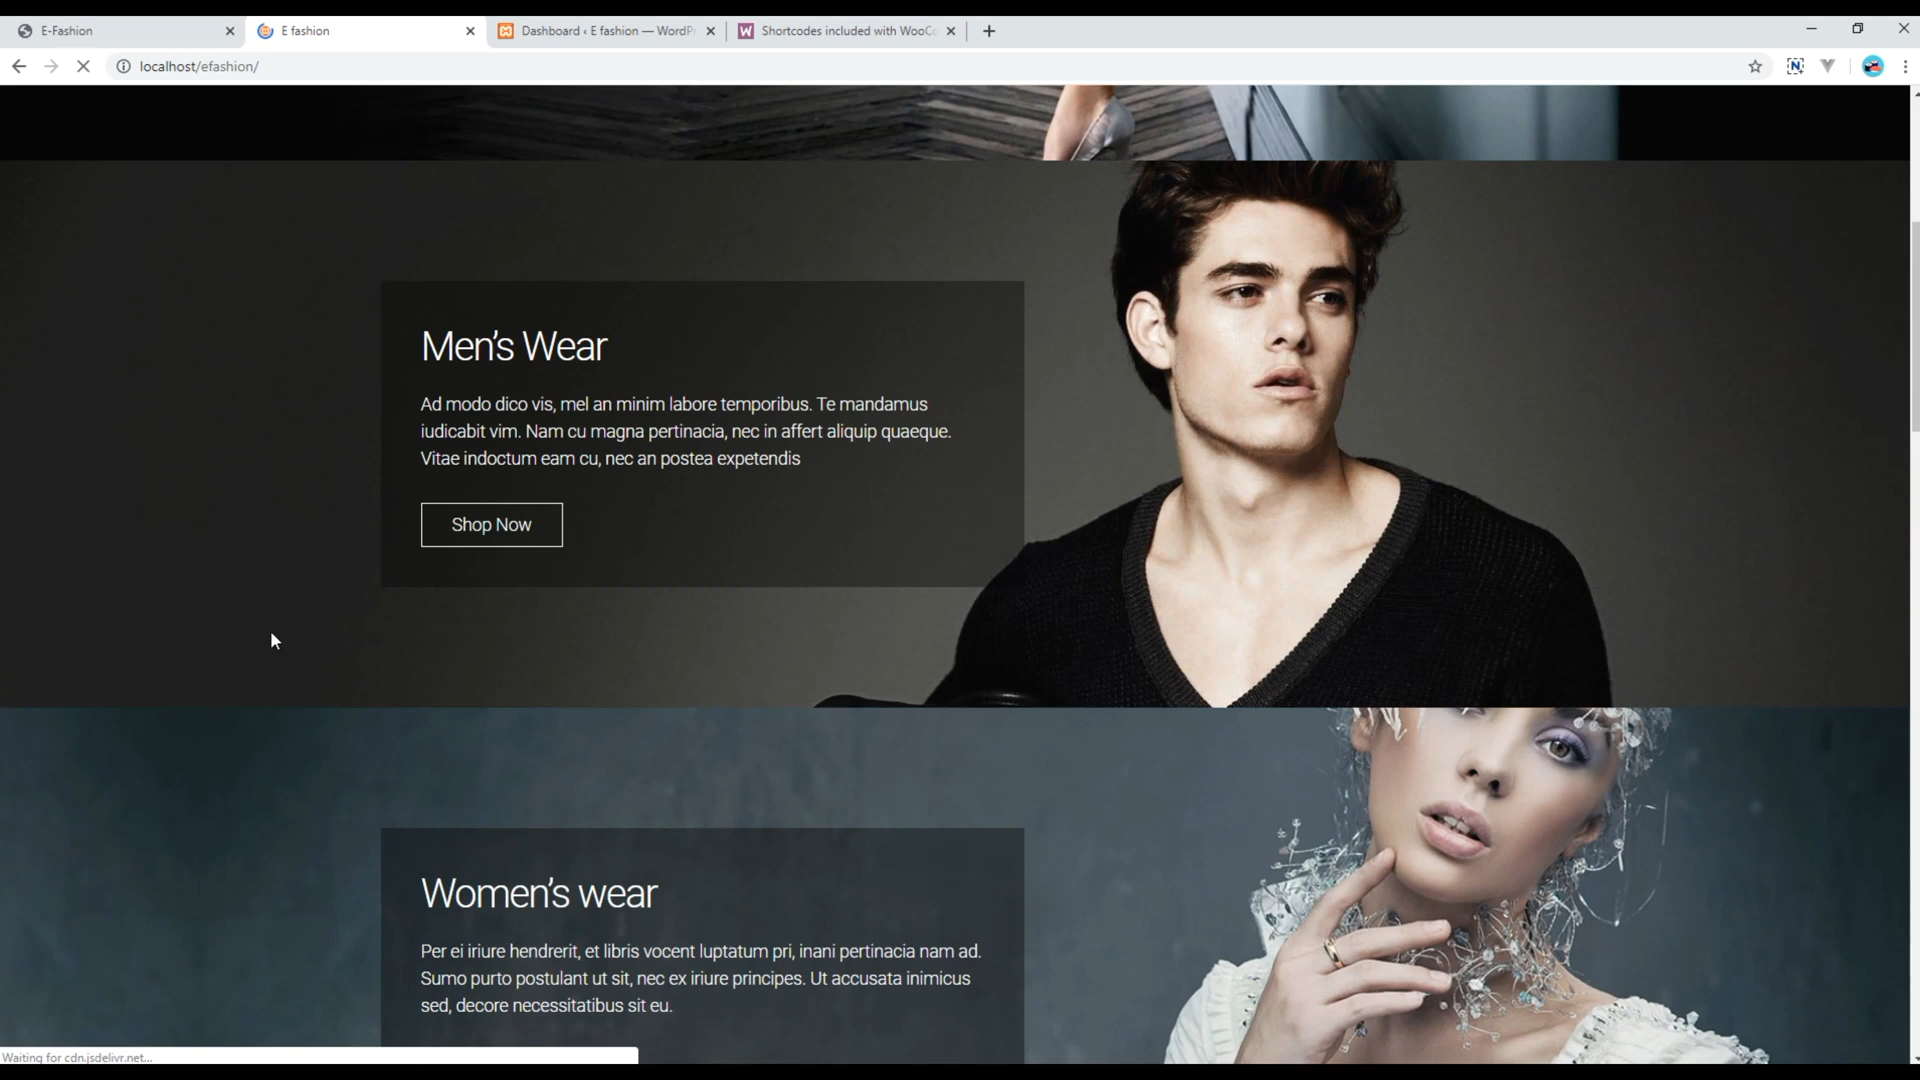 E-Fashion
E fashion
Dashboard ‹ E fashion — WordPr
Shortcodes included with WooCo
localhost/efashion/
Men's Wear
Ad modo dico vis, mel an minim labore temporibus. Te mandamus
iudicabit vim. Nam cu magna pertinacia, nec in affert aliquip quaeque.
Vitae indoctum eam cu, nec an postea expetendis
Shop Now
Women's wear
Per ei iriure hendrerit, et libris vocent luptatum pri, inani pertinacia nam ad.
Sumo purto postulant ut sit, nec ex iriure principes. Ut accusata inimicus
sed, decore necessitatibus sit eu.
Waiting for cdn.jsdelivr.net...